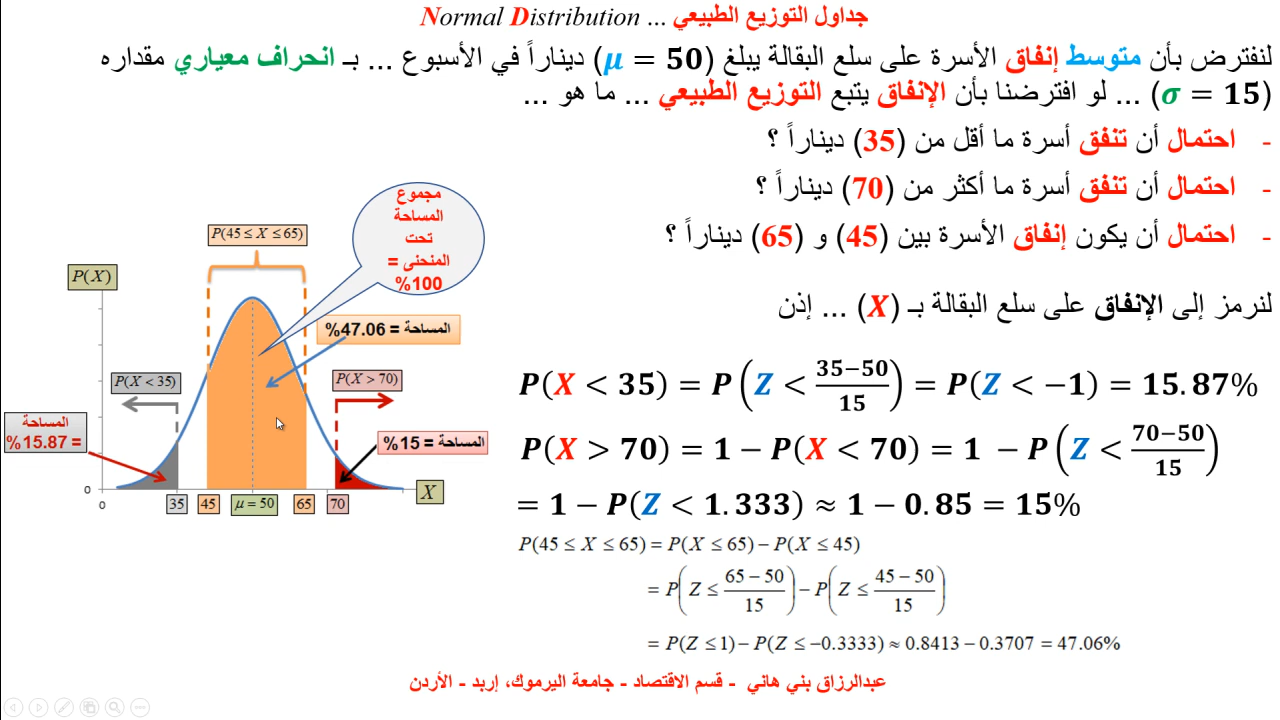 جداول التوزيع الطبيعي ... Normal Distribution
لنفترض بأن متوسط إنفاق الأسرة على سلع البقالة يبلغ (μ = 50) ديناراً في الأسبوع ... بـ انحراف معياري مقداره
(σ = 15) ... لو افترضنا بأن الإنفاق يتبع التوزيع الطبيعي ... ما هو ...
- احتمال أن تنفق أسرة ما أقل من (35) ديناراً ؟
- احتمال أن تنفق أسرة ما أكثر من (70) ديناراً ؟
- احتمال أن يكون إنفاق الأسرة بين (45) و (65) ديناراً ؟
لنرمز إلى الإنفاق على سلع البقالة بـ (X) ... إذن
P(X < 35) = P(Z < (35−50)/15) = P(Z < −1) = 15.87%
P(X > 70) = 1 − P(X < 70) = 1 − P(Z < (70−50)/15)
= 1 − P(Z < 1.333) ≈ 1 − 0.85 = 15%
P(45 ≤ X ≤ 65) = P(X ≤ 65) − P(X ≤ 45)
= P(Z ≤ (65 − 50)/15) − P(Z ≤ (45 − 50)/15)
= P(Z ≤ 1) − P(Z ≤ −0.3333) ≈ 0.8413 − 0.3707 = 47.06%
مجموع
المساحة
تحت
المنحنى =
%100
P(45 ≤ X ≤ 65)
P(X)
المساحة = 47.06%
P(X < 35)
P(X > 70)
المساحة
= 15.87%
المساحة = 15%
0
X
0
35
45
μ = 50
65
70
عبدالرزاق بني هاني - قسم الاقتصاد - جامعة اليرموك، إربد - الأردن